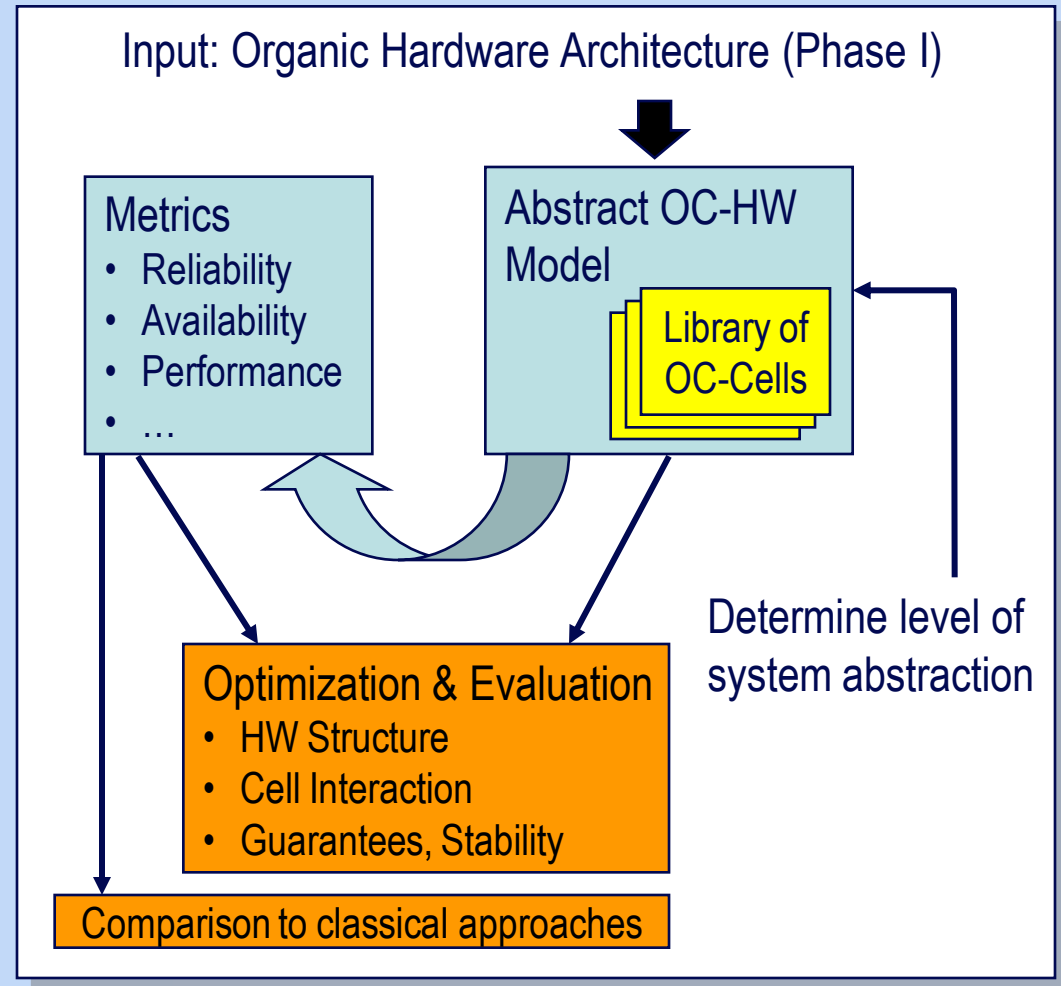 Input: Organic Hardware Architecture (Phase I)
Metrics
• Reliability
• Availability
• Performance
• …
Abstract OC-HW
Model
Library of
OC-Cells
Determine level of
system abstraction
Optimization & Evaluation
• HW Structure
• Cell Interaction
• Guarantees, Stability
Comparison to classical approaches